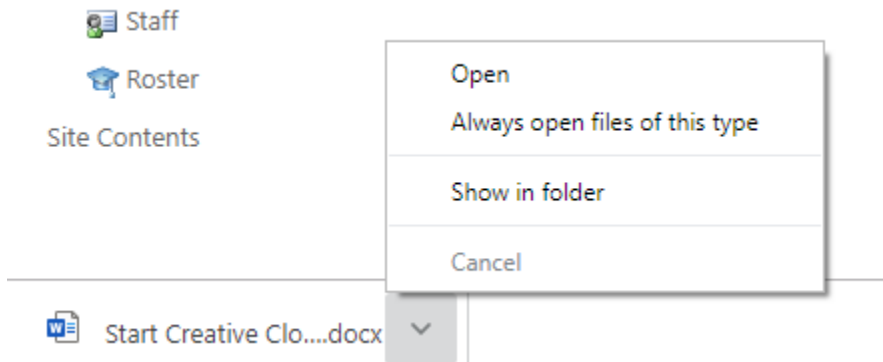 Staff
Roster
Site Contents
Open
Always open files of this type
Show in folder
Cancel
Start Creative Clo....docx